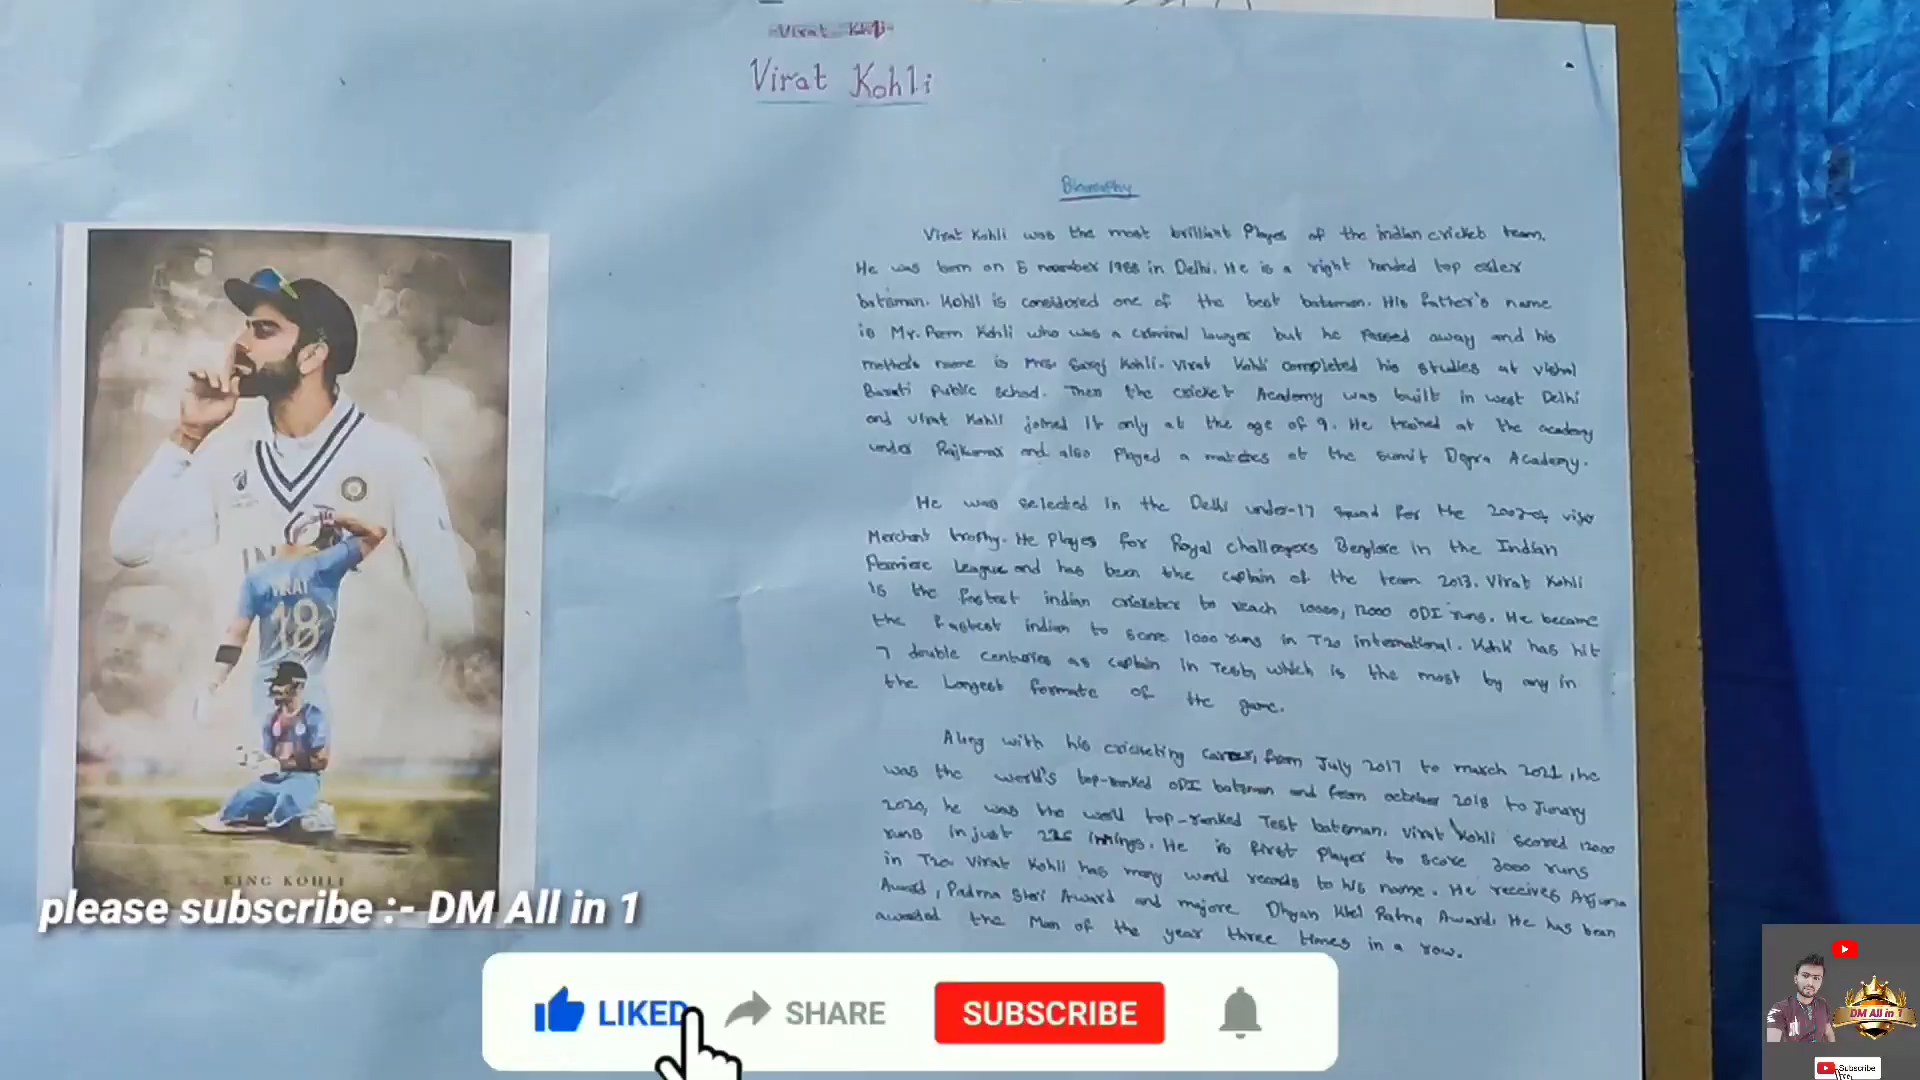 Virat Kohli
Virat Kohli
Biography
Virat Kohli was the most brilliant Player of the indian cricket team.
He was born on 5 november 1988 in Delhi. He is a right handed top order
batsman. Kohli is considered one of the best batsman. His father's name
is Mr. Prem Kohli who was a criminal lawyer but he Passed away and his
mother's name is Mrs. Saroj Kohli. Virat Kohli completed his studies at Vishal
Barati Public School. Then the cricket Academy was built in west Delhi
and Virat Kohli joined It only at the age of 9. He trained at the academy
under Rajkumar and also Played a matches at the Sumit Dogra Academy.
He was selected in the Delhi under-17 squad for the
Merchant trophy. He Played for Royal challengers Benglore in the Indian
League and has been the captain of the team 2013. Virat Kohli
is the fastest indian cricketer to reach 10000, 12000 ODI runs. He became
the fastest indian to score 1000 runs in T20 international. Kohli has hit
7 double centuries as captain in Tests, which is the most by any in
the Longest formate of the game.
Along with his cricketing career, from July 2017 to march 2021, he
was the world's top-ranked ODI batsman and from october 2018 to
2020, he was the world top-ranked Test batsman. Virat Kohli scored 12000
runs in just innings. He is first Player to score 3000 runs
in T20. Virat Kohli has many world records to his name. He receives Arjuna
Award, Padma Shri Award and majore Dhyan Khel Ratna Award. He has been
awarded the Man of the year three times in a row.
VIRAT
18
KING KOHLI
please subscribe :- DM All in 1
LIKED SHARE SUBSCRIBE
DM All in 1
Subscribe